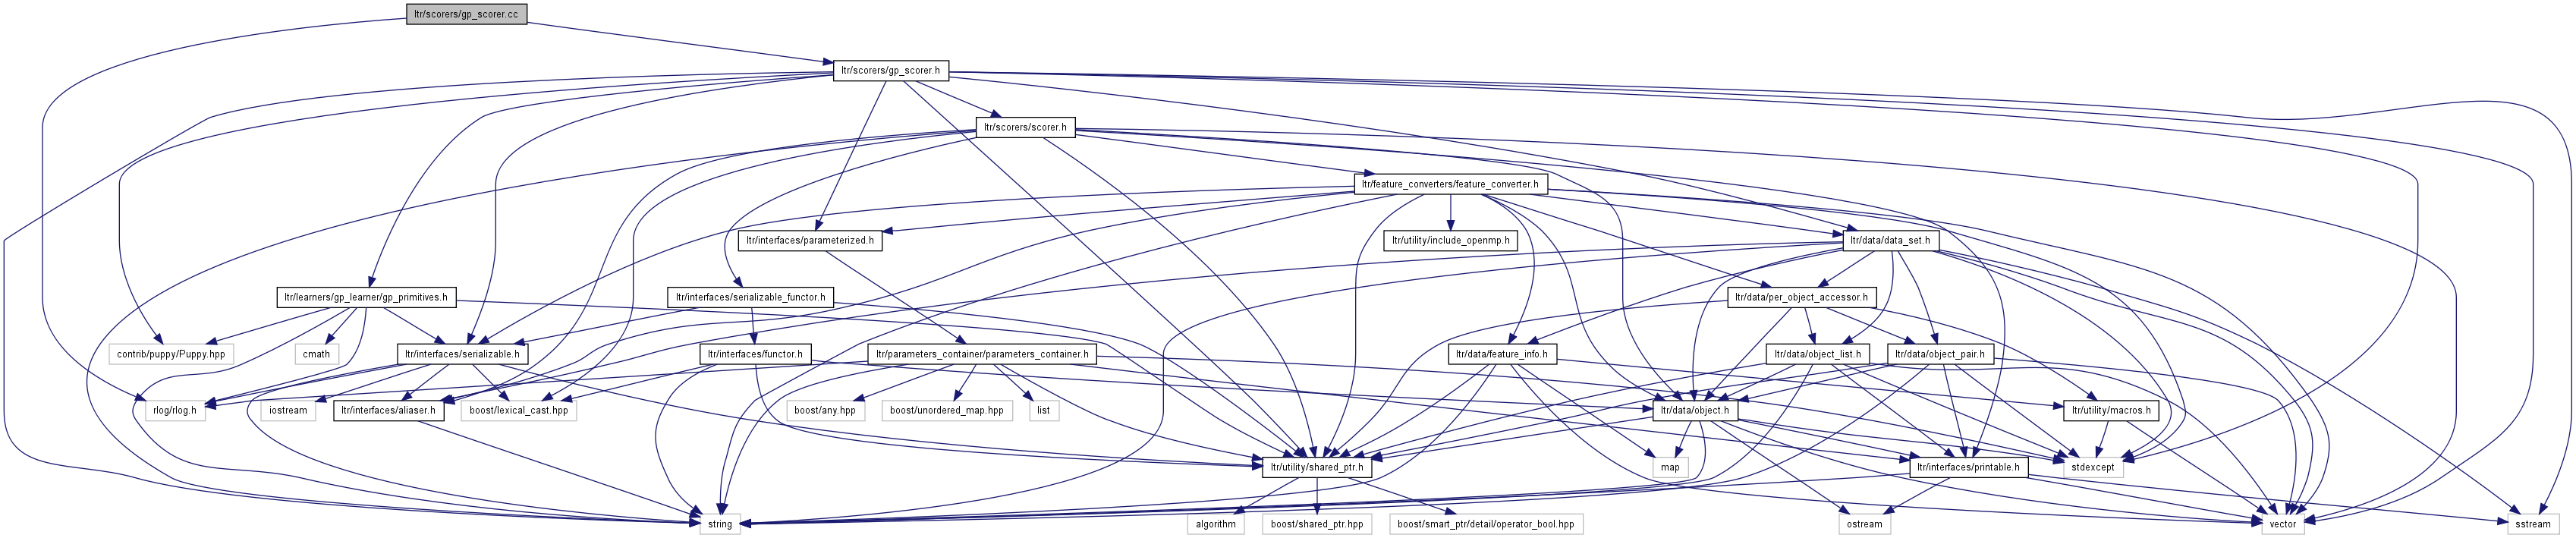 ltr/scorers/gp_scorer.cc
ltr/scorers/gp_scorer.h
ltr/scorers/scorer.h
ltr/feature_converters/feature_converter.h
ltr/interfaces/parameterized.h
ltr/utility/include_openmp.h
ltr/data/data_set.h
ltr/learners/gp_learner/gp_primitives.h
ltr/interfaces/serializable_functor.h
ltr/data/per_object_accessor.h
contrib/puppy/Puppy.hpp
cmath
ltr/interfaces/serializable.h
ltr/interfaces/functor.h
ltr/parameters_container/parameters_container.h
ltr/data/feature_info.h
ltr/data/object_list.h
ltr/data/object_pair.h
rlog/rlog.h
iostream
ltr/interfaces/aliaser.h
boost/lexical_cast.hpp
boost/any.hpp
boost/unordered_map.hpp
list
ltr/data/object.h
ltr/utility/macros.h
ltr/utility/shared_ptr.h
map
ltr/interfaces/printable.h
stdexcept
string
algorithm
boost/shared_ptr.hpp
boost/smart_ptr/detail/operator_bool.hpp
ostream
vector
sstream